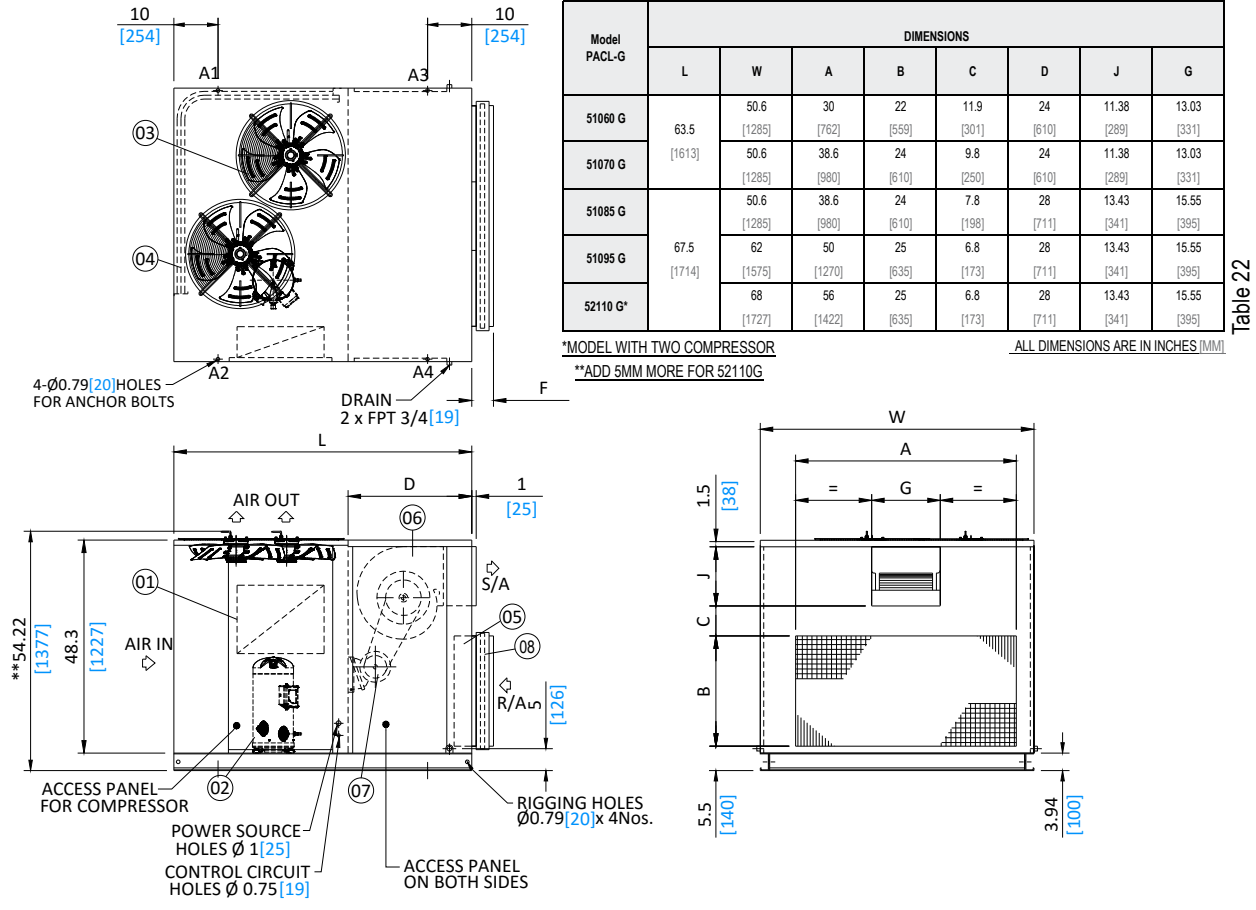 10
[254]
10
[254]
A1
A3
03
04
A2
A4
4-Ø0.79[20]HOLES
FOR ANCHOR BOLTS
DRAIN
2 x FPT 3/4[19]
F
Model
PACL-G
DIMENSIONS
L W A B C D J G
51060 G 63.5 50.6 30 22 11.9 24 11.38 13.03
[1613] [1285] [762] [559] [301] [610] [289] [331]
51070 G 50.6 38.6 24 9.8 24 11.38 13.03
[1285] [980] [610] [250] [610] [289] [331]
51085 G 50.6 38.6 24 7.8 28 13.43 15.55
[1285] [980] [610] [198] [711] [341] [395]
51095 G 67.5 62 50 25 6.8 28 13.43 15.55
[1714] [1575] [1270] [635] [173] [711] [341] [395]
52110 G* 68 56 25 6.8 28 13.43 15.55
[1727] [1422] [635] [173] [711] [341] [395]
Table 22
*MODEL WITH TWO COMPRESSOR
ALL DIMENSIONS ARE IN INCHES [MM]
**ADD 5MM MORE FOR 52110G
L
D
1
[25]
AIR OUT
06
S/A
01
05
08
AIR IN
R/A
5
[126]
**54.22
[1377]
48.3
[1227]
02
07
ACCESS PANEL
FOR COMPRESSOR
POWER SOURCE
HOLES Ø 1[25]
CONTROL CIRCUIT
HOLES Ø 0.75[19]
ACCESS PANEL
ON BOTH SIDES
RIGGING HOLES
Ø0.79[20]x 4Nos.
W
A
= G =
1.5
[38]
J
C
B
5.5
[140]
3.94
[100]